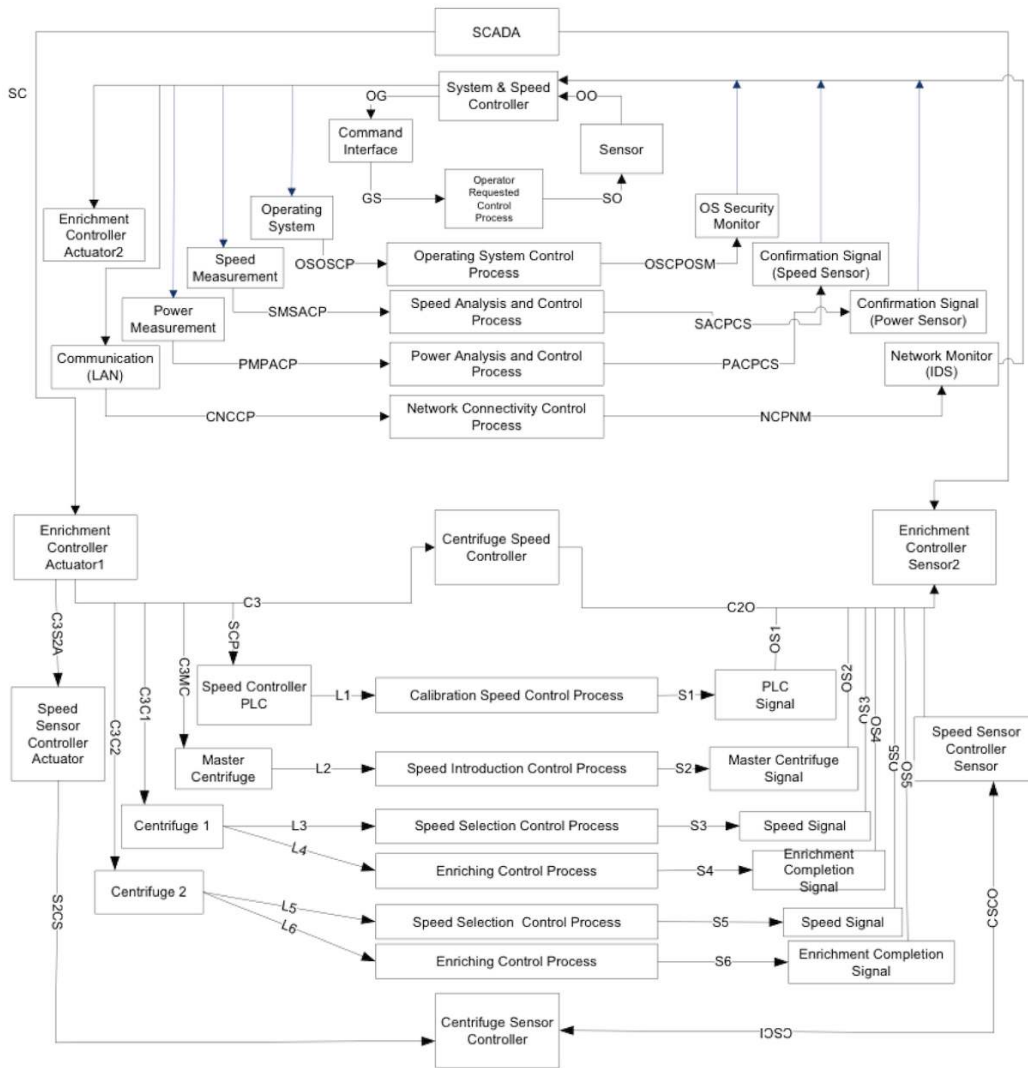 SCADA
SC
System & Speed
Controller
OG
OO
Command
Interface
Sensor
GS
Operator
Requested
Control
Process
SO
Enrichment
Controller
Actuator2
Operating
System
OS Security
Monitor
Speed
Measurement
OSOSCP
Operating System Control
Process
OSCPOSM
Confirmation Signal
(Speed Sensor)
Power
Measurement
SMSACP
Speed Analysis and Control
Process
SACPCS
Confirmation Signal
(Power Sensor)
Communication
(LAN)
PMPACP
Power Analysis and Control
Process
PACPCS
Network Monitor
(IDS)
CNCCP
Network Connectivity Control
Process
NCPNM
Enrichment
Controller
Actuator1
Centrifuge Speed
Controller
Enrichment
Controller
Sensor2
C3
C2O
C3S2A
C3C2
C3C1
C3MC
SCP
OS1
OS2
OS3
OS4
OS5
OS5
Speed Controller
PLC
L1
Calibration Speed Control Process
S1
PLC
Signal
Speed
Sensor
Controller
Actuator
Speed Sensor
Controller
Sensor
Master
Centrifuge
L2
Speed Introduction Control Process
S2
Master Centrifuge
Signal
Centrifuge 1
L3
Speed Selection Control Process
S3
Speed Signal
L4
Enriching Control Process
S4
Enrichment
Completion
Signal
Centrifuge 2
L5
Speed Selection Control Process
S5
Speed Signal
L6
Enriching Control Process
S6
Enrichment Completion
Signal
S2CS
CSCO
Centrifuge Sensor
Controller
CSCI